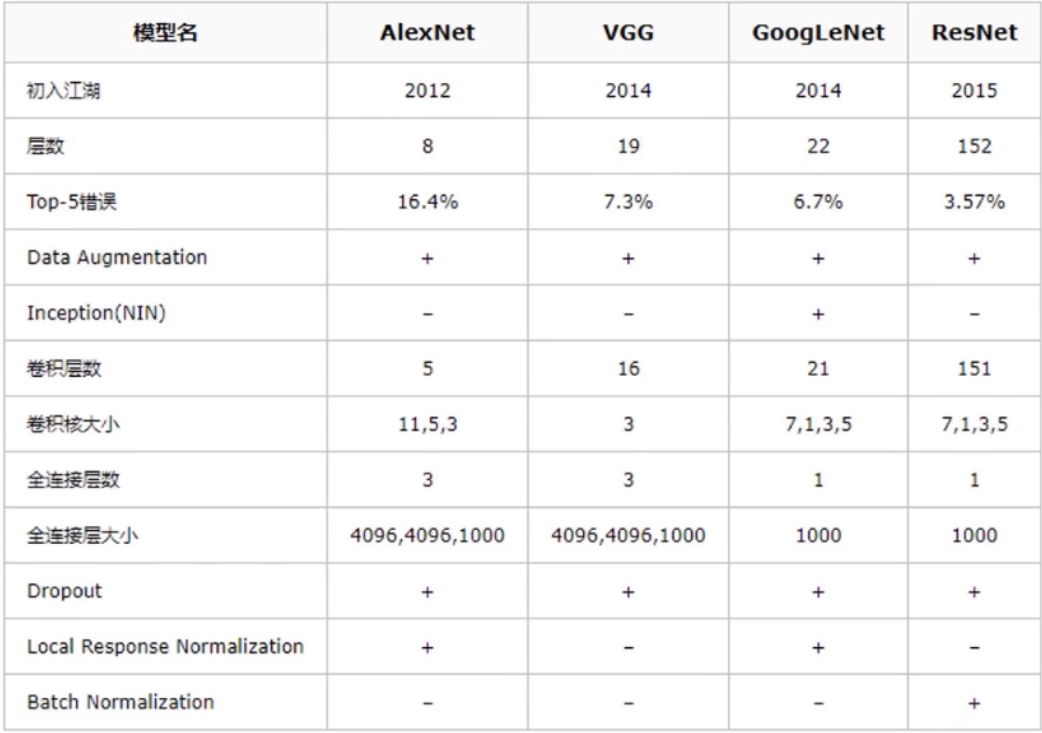 模型名 AlexNet VGG GoogLeNet ResNet
初入江湖 2012 2014 2014 2015
层数 8 19 22 152
Top-5错误 16.4% 7.3% 6.7% 3.57%
Data Augmentation + + + +
Inception(NIN) – – + –
卷积层数 5 16 21 151
卷积核大小 11,5,3 3 7,1,3,5 7,1,3,5
全连接层数 3 3 1 1
全连接层大小 4096,4096,1000 4096,4096,1000 1000 1000
Dropout + + + +
Local Response Normalization + – + –
Batch Normalization – – – +